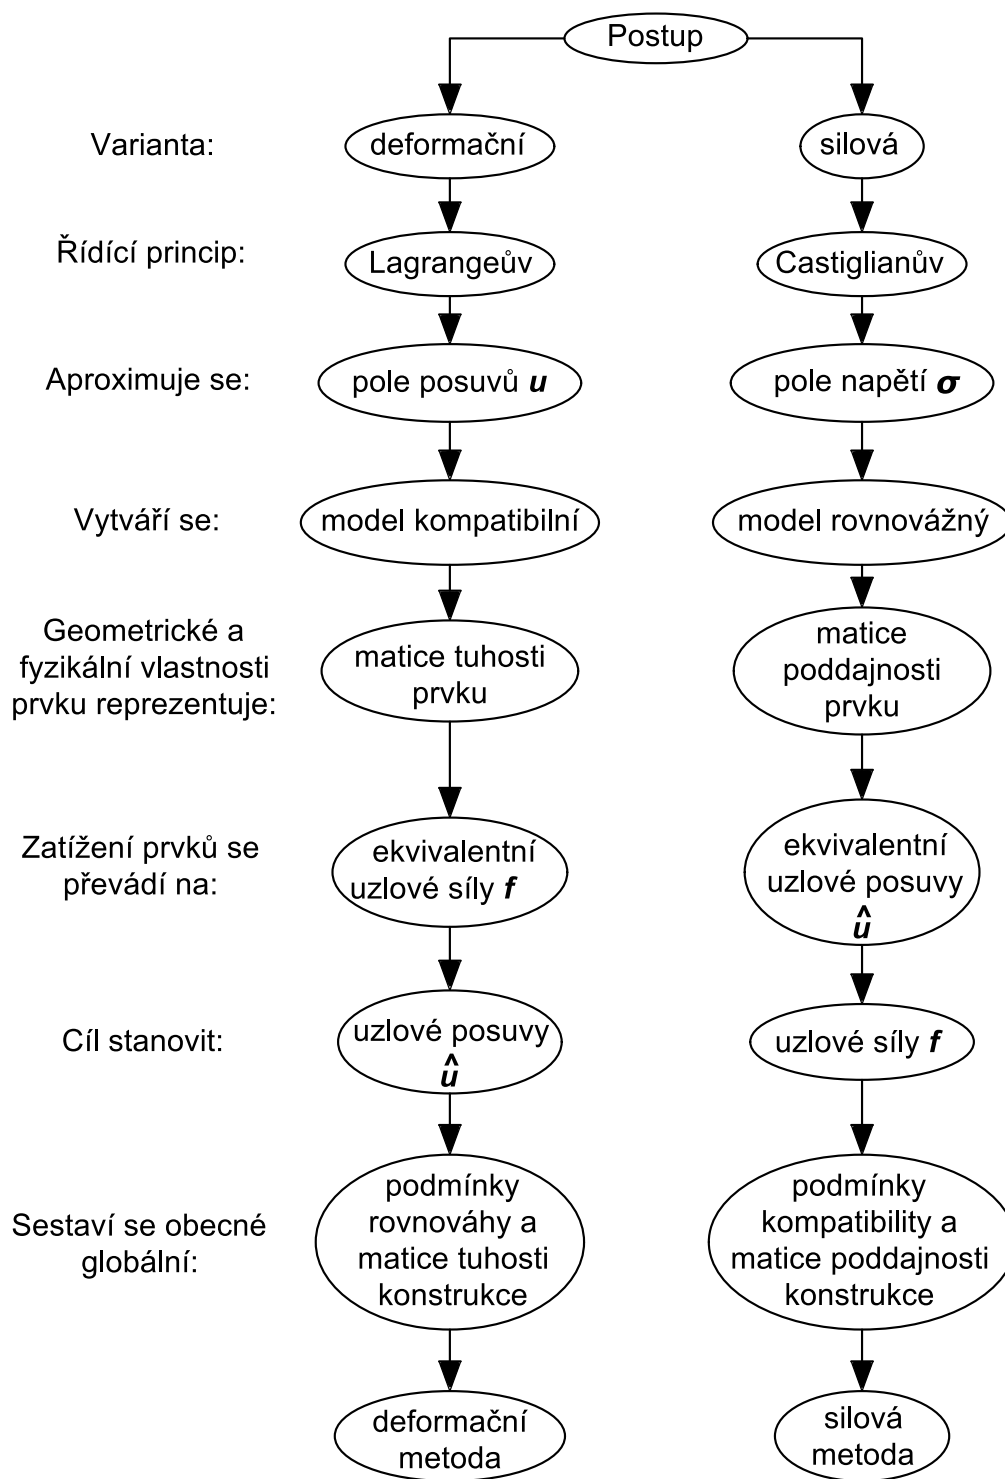 Postup
Varianta:
deformační
silová
Řídící princip:
Lagrangeův
Castiglianův
Aproximuje se:
pole posuvů u
pole napětí σ
Vytváří se:
model kompatibilní
model rovnovážný
Geometrické a
fyzikální vlastnosti
prvku reprezentuje:
matice tuhosti
prvku
matice
poddajnosti
prvku
Zatížení prvků se
převádí na:
ekvivalentní
uzlové síly f
ekvivalentní
uzlové posuvy
û
Cíl stanovit:
uzlové posuvy
û
uzlové síly f
Sestaví se obecné
globální:
podmínky
rovnováhy a
matice tuhosti
konstrukce
podmínky
kompatibility a
matice poddajnosti
konstrukce
deformační
metoda
silová
metoda